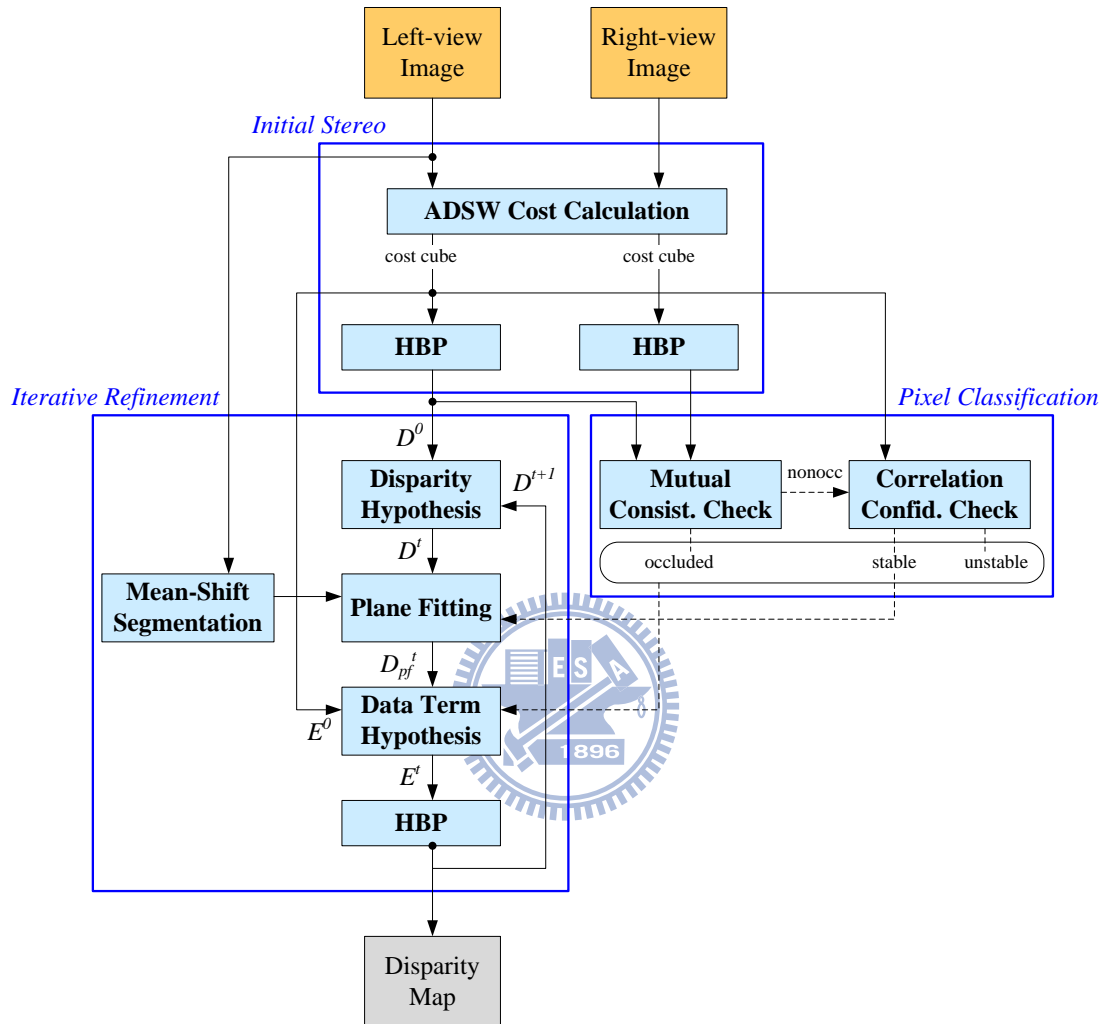 Left-view
Image
Right-view
Image
Initial Stereo
ADSW Cost Calculation
cost cube
cost cube
HBP
HBP
Iterative Refinement
Pixel Classification
D^0
Disparity
Hypothesis
D^{t+1}
Mutual
Consist. Check
nonocc
Correlation
Confid. Check
occluded
stable
unstable
D^t
Mean-Shift
Segmentation
Plane Fitting
D_{pf}^t
E S A
Data Term
Hypothesis
E^0
1896
E^t
HBP
Disparity
Map